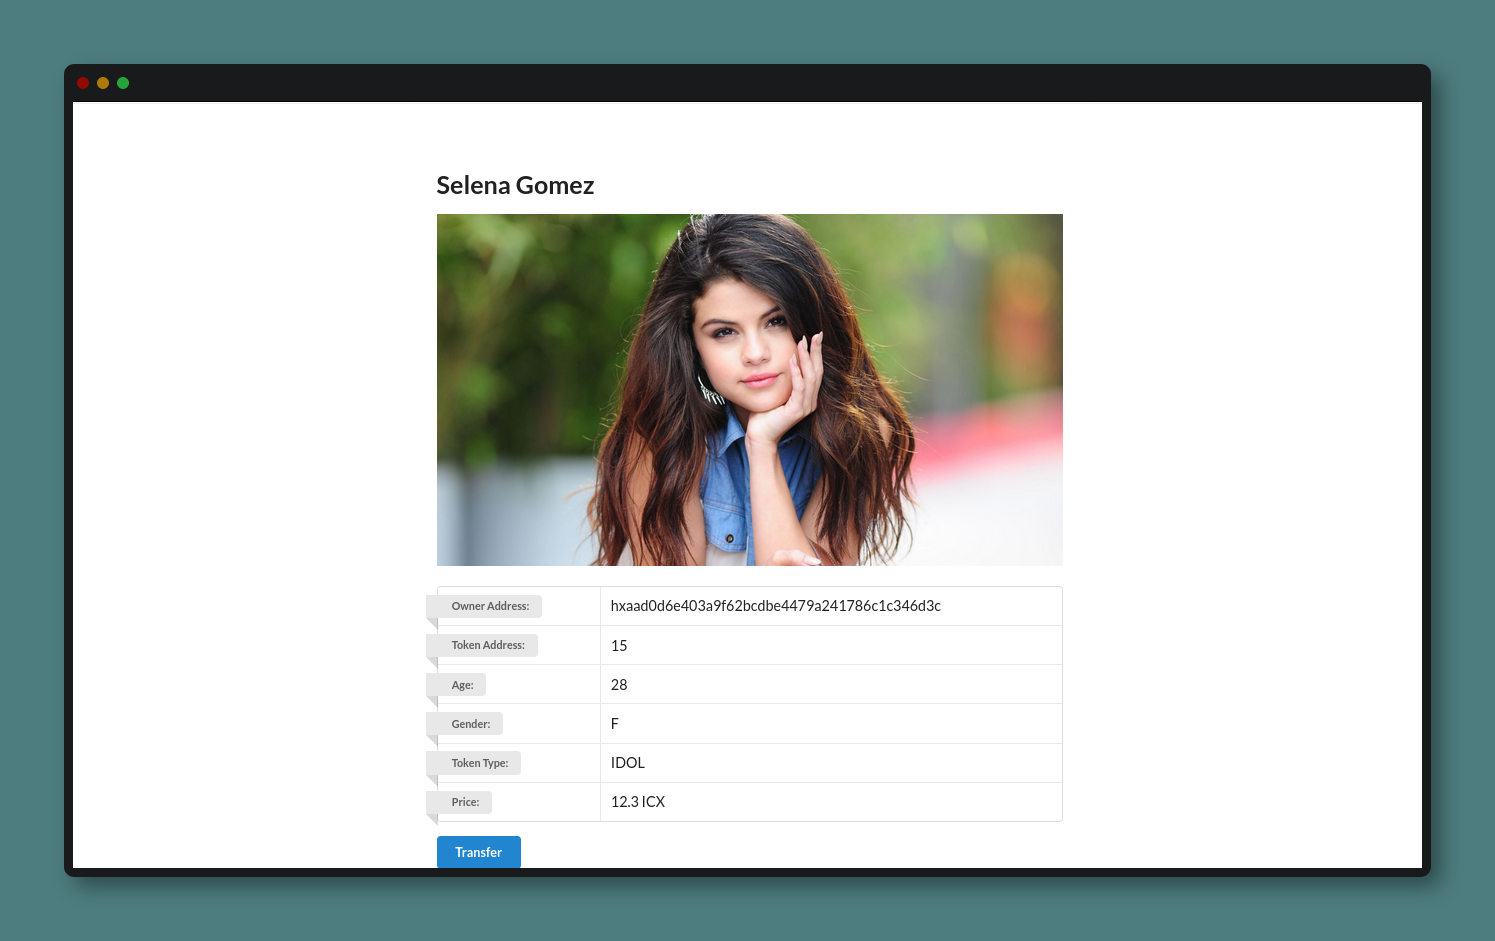 Selena Gomez
Owner Address: hxaad0d6e403a9f62bcdbe4479a241786c1c346d3c
Token Address: 15
Age: 28
Gender: F
Token Type: IDOL
Price: 12.3 ICX
Transfer